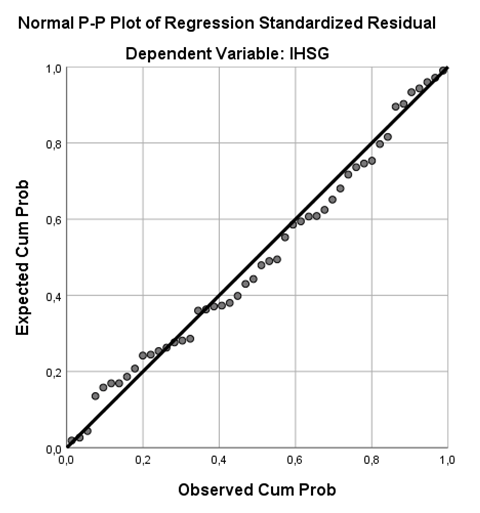 Normal P-P Plot of Regression Standardized Residual
Dependent Variable: IHSG
Expected Cum Prob
1,0
0,8
0,6
0,4
0,2
0,0
0,0 0,2 0,4 0,6 0,8 1,0
Observed Cum Prob